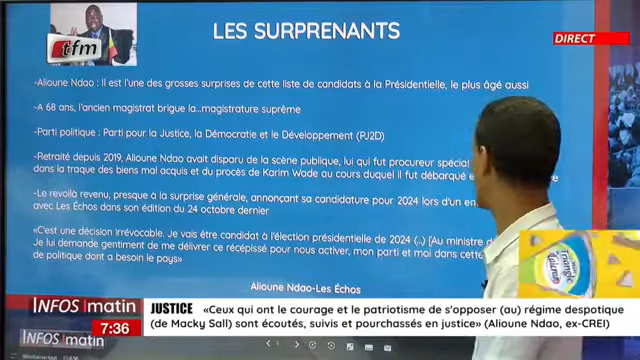 LES SURPRENANTS
tfm
DIRECT
-Alioune Ndao : Il est l'une des grosses surprises de cette liste de candidats à la Présidentielle, le plus âgé aussi
-A 68 ans, l'ancien magistrat brigue la...magistrature suprême
-Parti politique : Parti pour la Justice, la Démocratie et le Développement (PJ2D)
-Retraité depuis 2019, Alioune Ndao avait disparu de la scène publique, lui qui fut procureur spécial
dans la traque des biens mal acquis et du procès de Karim Wade au cours duquel il fut débarqué
-Le revoilà revenu, presque à la surprise générale, annonçant sa candidature pour 2024 lors d'un
avec Les Échos dans son édition du 24 octobre dernier
«C'est une décision irrévocable. Je vais être candidat à l'élection présidentielle de 2024 (..) [Au ministre
Je lui demande gentiment de me délivrer ce récépissé pour nous activer, mon parti et moi dans cette
de politique dont a besoin le pays»
Alioune Ndao-Les Échos
INFOS matin
7:36
JUSTICE «Ceux qui ont le courage et le patriotisme de s'opposer (au) régime despotique
(de Macky Sall) sont écoutés, suivis et pourchassés en justice» (Alioune Ndao, ex-CREI)
INFOS matin